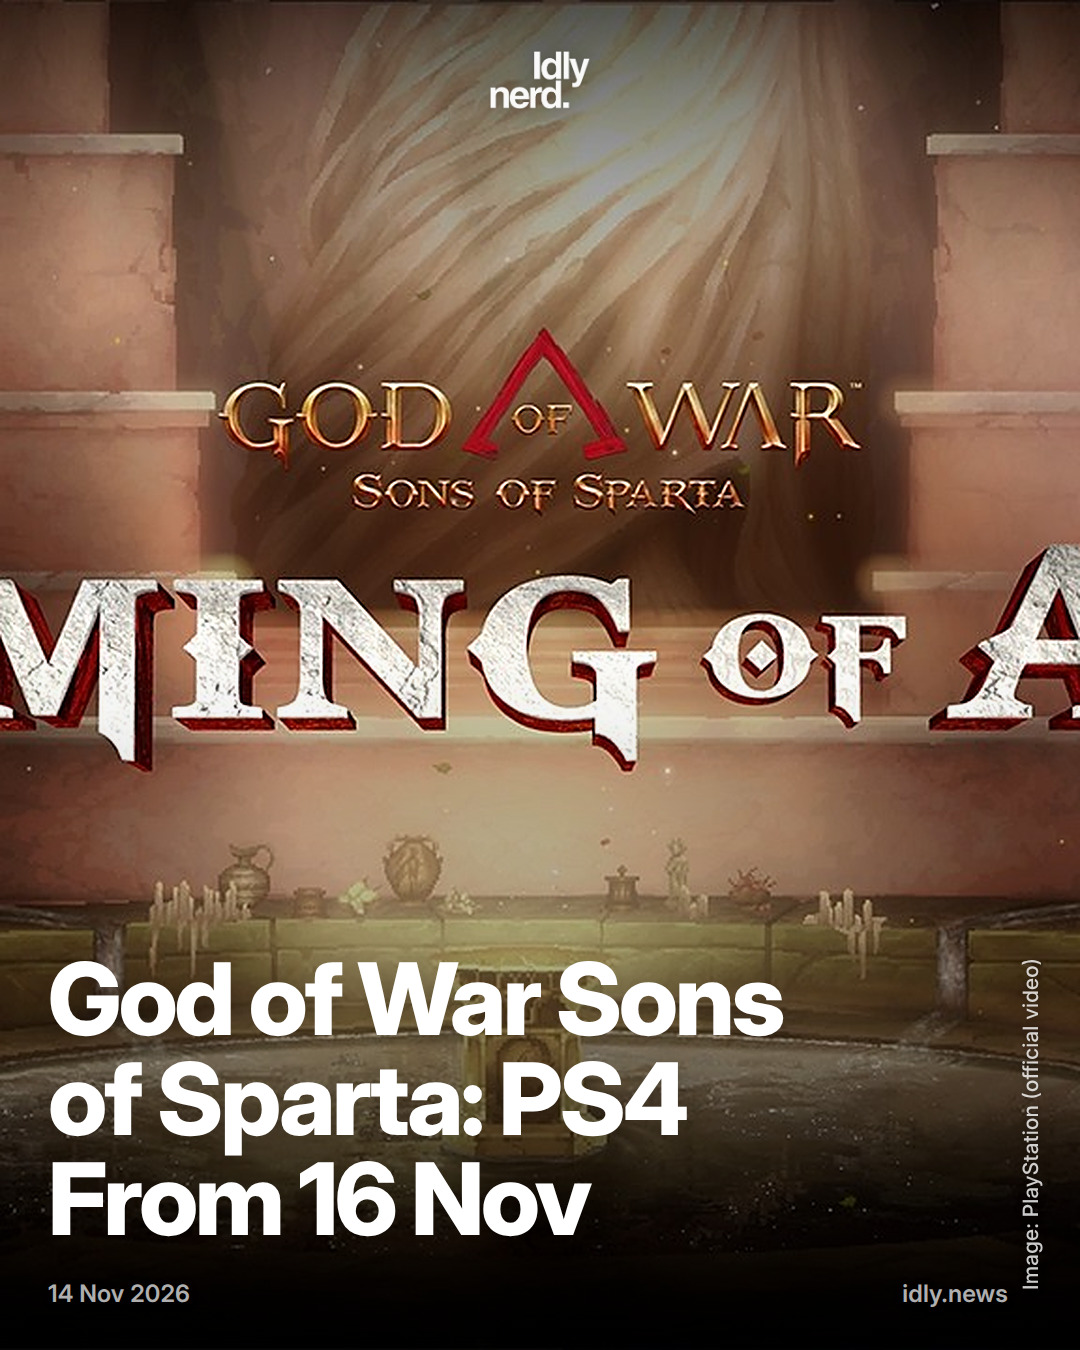 Idly
nerd.
GOD OF WAR™
SONS OF SPARTA
MING OF A
God of War Sons
of Sparta: PS4
From 16 Nov
14 Nov 2026
idly.news
Image: PlayStation (official video)